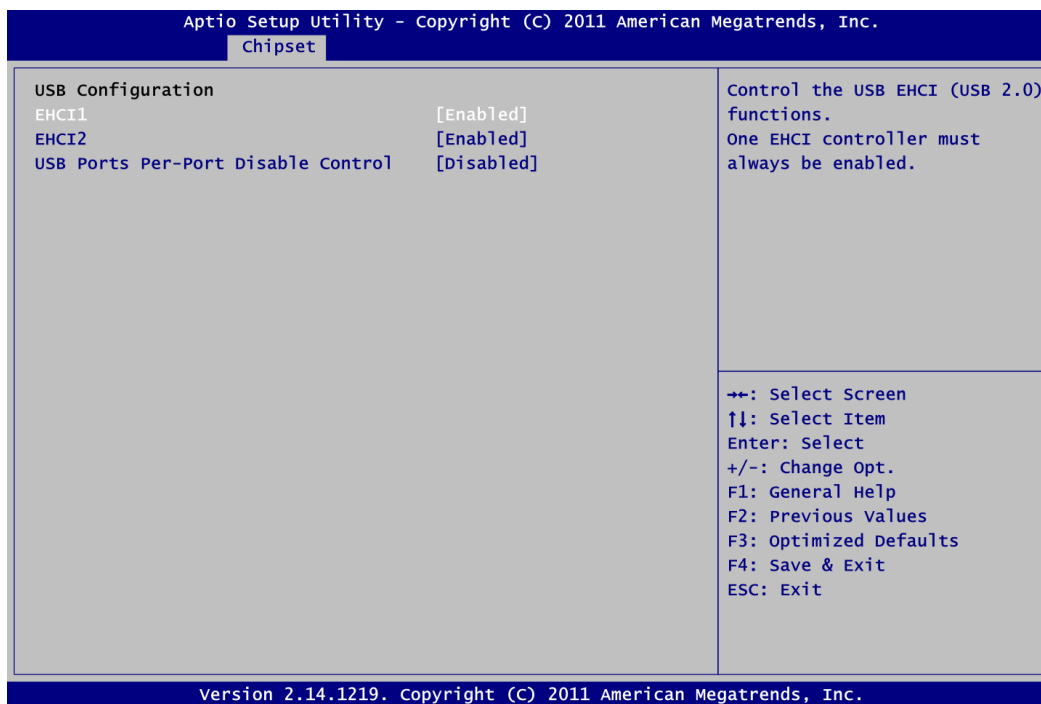 Aptio Setup Utility - Copyright (C) 2011 American Megatrends, Inc.
Chipset
USB Configuration
EHCI1 [Enabled]
EHCI2 [Enabled]
USB Ports Per-Port Disable Control [Disabled]
Control the USB EHCI (USB 2.0)
functions.
One EHCI controller must
always be enabled.
→←: Select Screen
↑↓: Select Item
Enter: Select
+/-: Change Opt.
F1: General Help
F2: Previous Values
F3: Optimized Defaults
F4: Save & Exit
ESC: Exit
Version 2.14.1219. Copyright (C) 2011 American Megatrends, Inc.